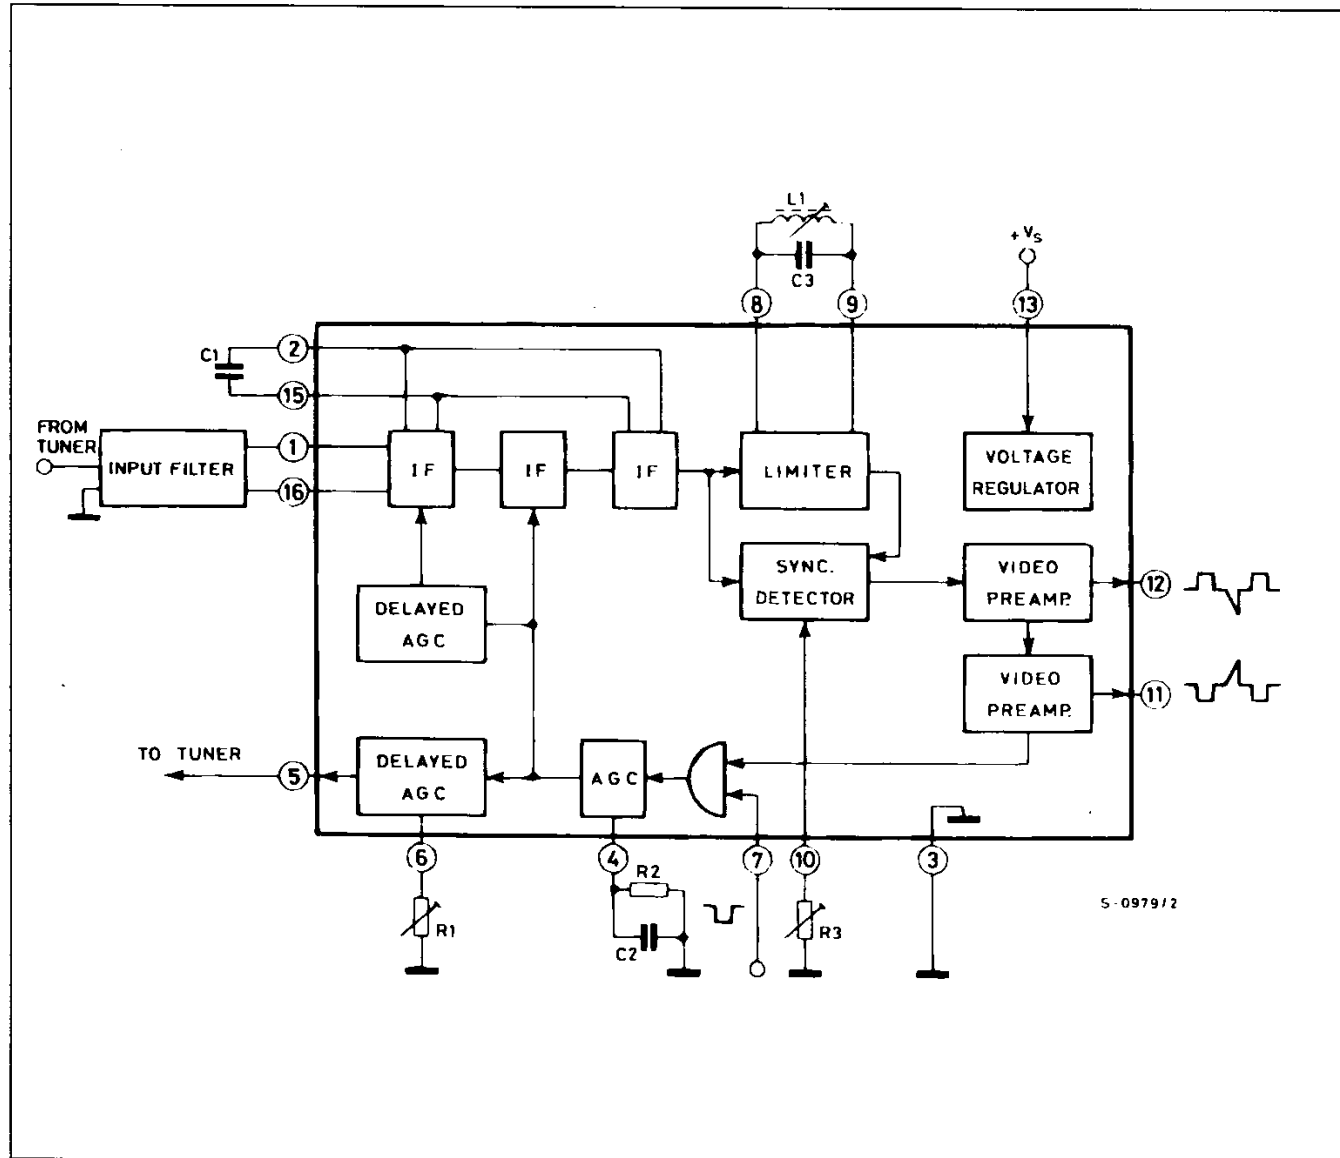 L1
C3
+VS
8
9
13
C1
2
15
FROM
TUNER
INPUT FILTER
1
16
IF
IF
IF
LIMITER
VOLTAGE
REGULATOR
DELAYED
AGC
SYNC.
DETECTOR
VIDEO
PREAMP.
12
VIDEO
PREAMP.
11
TO TUNER
5
DELAYED
AGC
AGC
6
4
7
10
3
R1
R2
C2
R3
S-0979/2